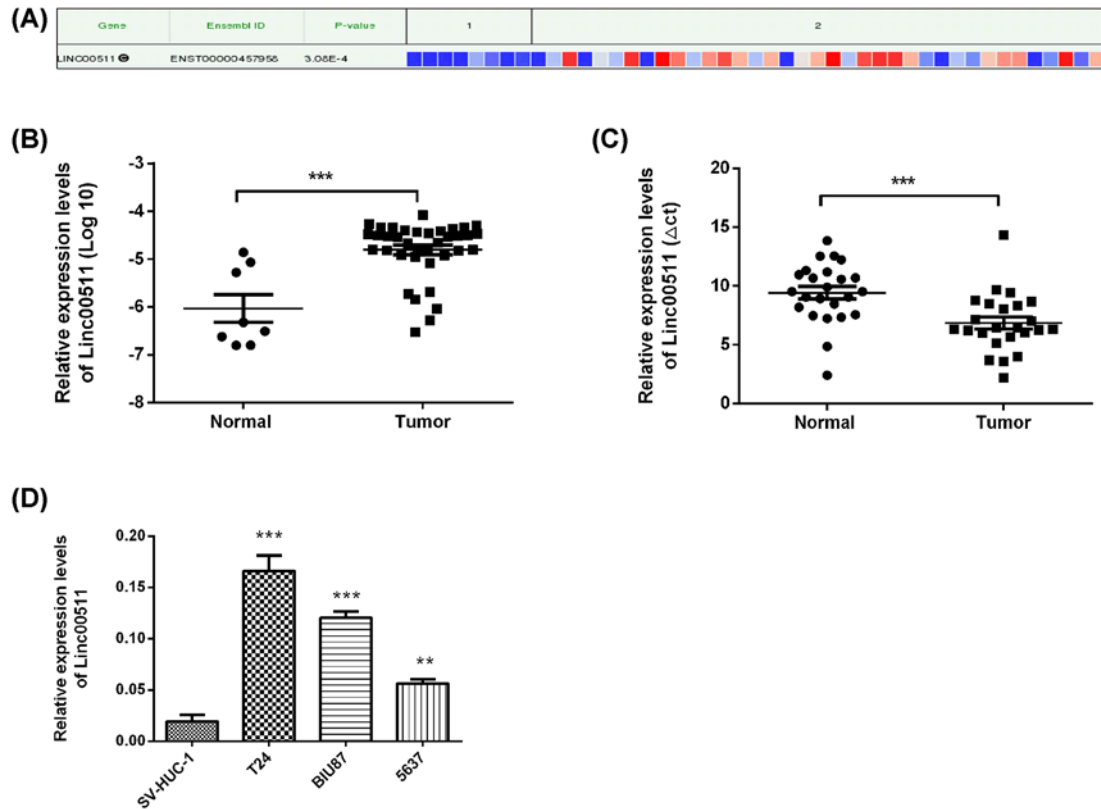 (A)
Gene Ensembl ID P-value 1 2
LINC00511 C ENST00000457958 3.08E-4
(B)
Relative expression levels
of Linc00511 (Log 10)
-3
-4
-5
-6
-7
-8
***
Normal Tumor
(C)
Relative expression levels
of Linc00511 (△ct)
20
15
10
5
0
***
Normal Tumor
(D)
Relative expression levels
of Linc00511
0.20
0.15
0.10
0.05
0.00
***
***
**
SV-HUC-1 T24 BIU87 5637